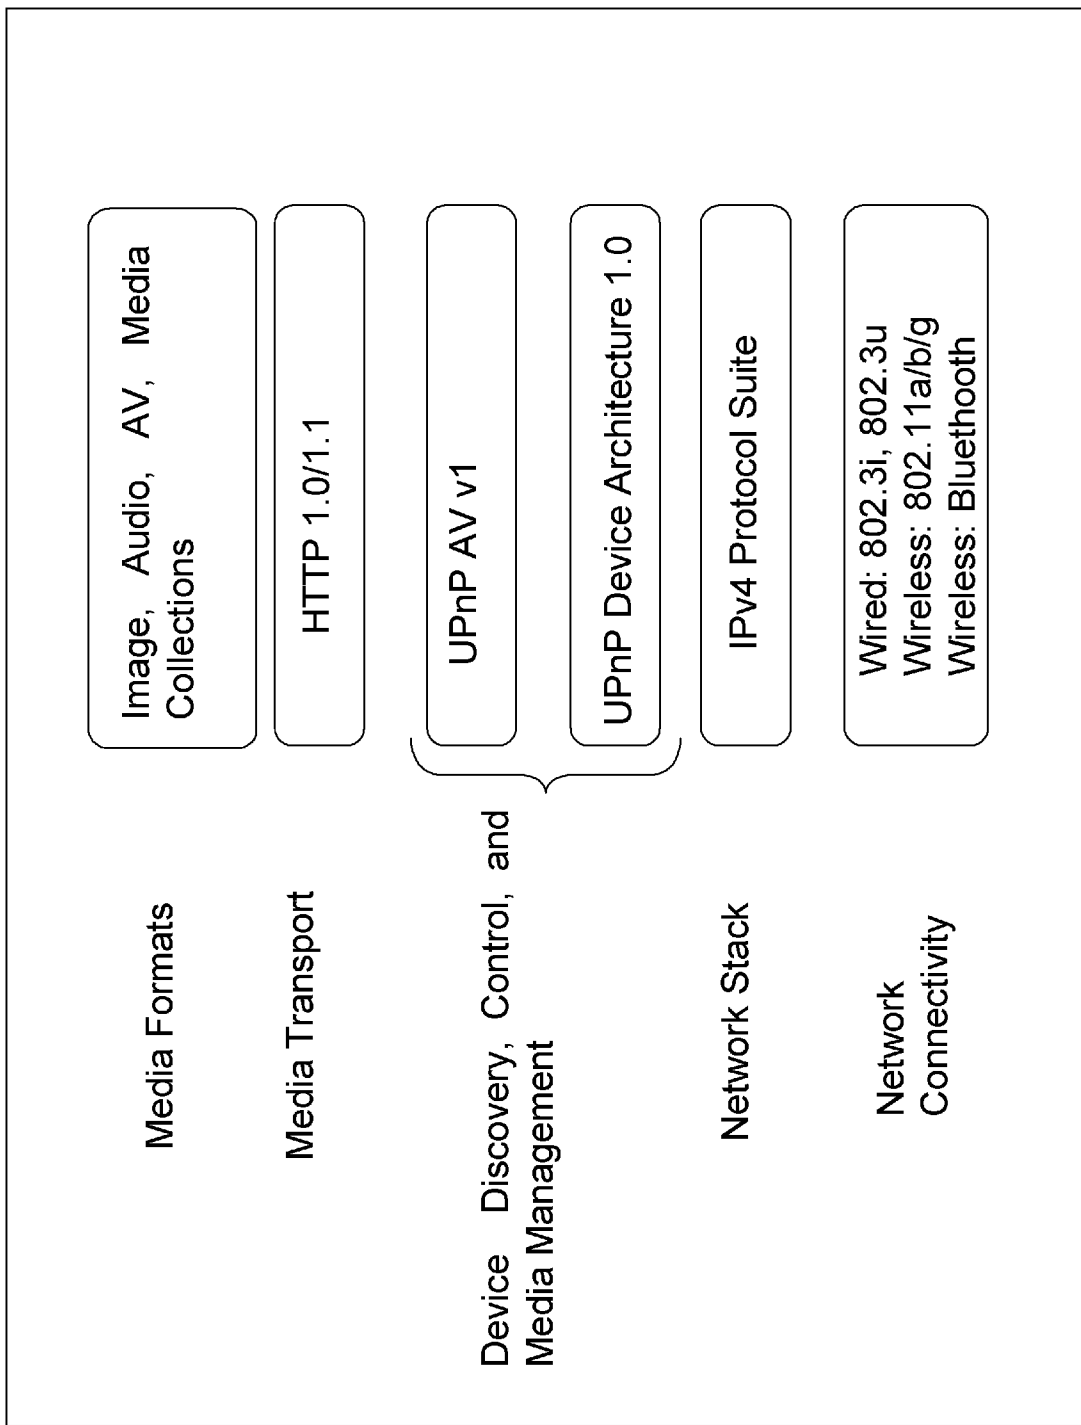 Media Formats
Image, Audio, AV, Media
Collections
Media Transport
HTTP 1.0/1.1
Device Discovery, Control, and
Media Management
UPnP AV v1
UPnP Device Architecture 1.0
Network Stack
IPv4 Protocol Suite
Network
Connectivity
Wired: 802.3i, 802.3u
Wireless: 802.11a/b/g
Wireless: Bluethooth